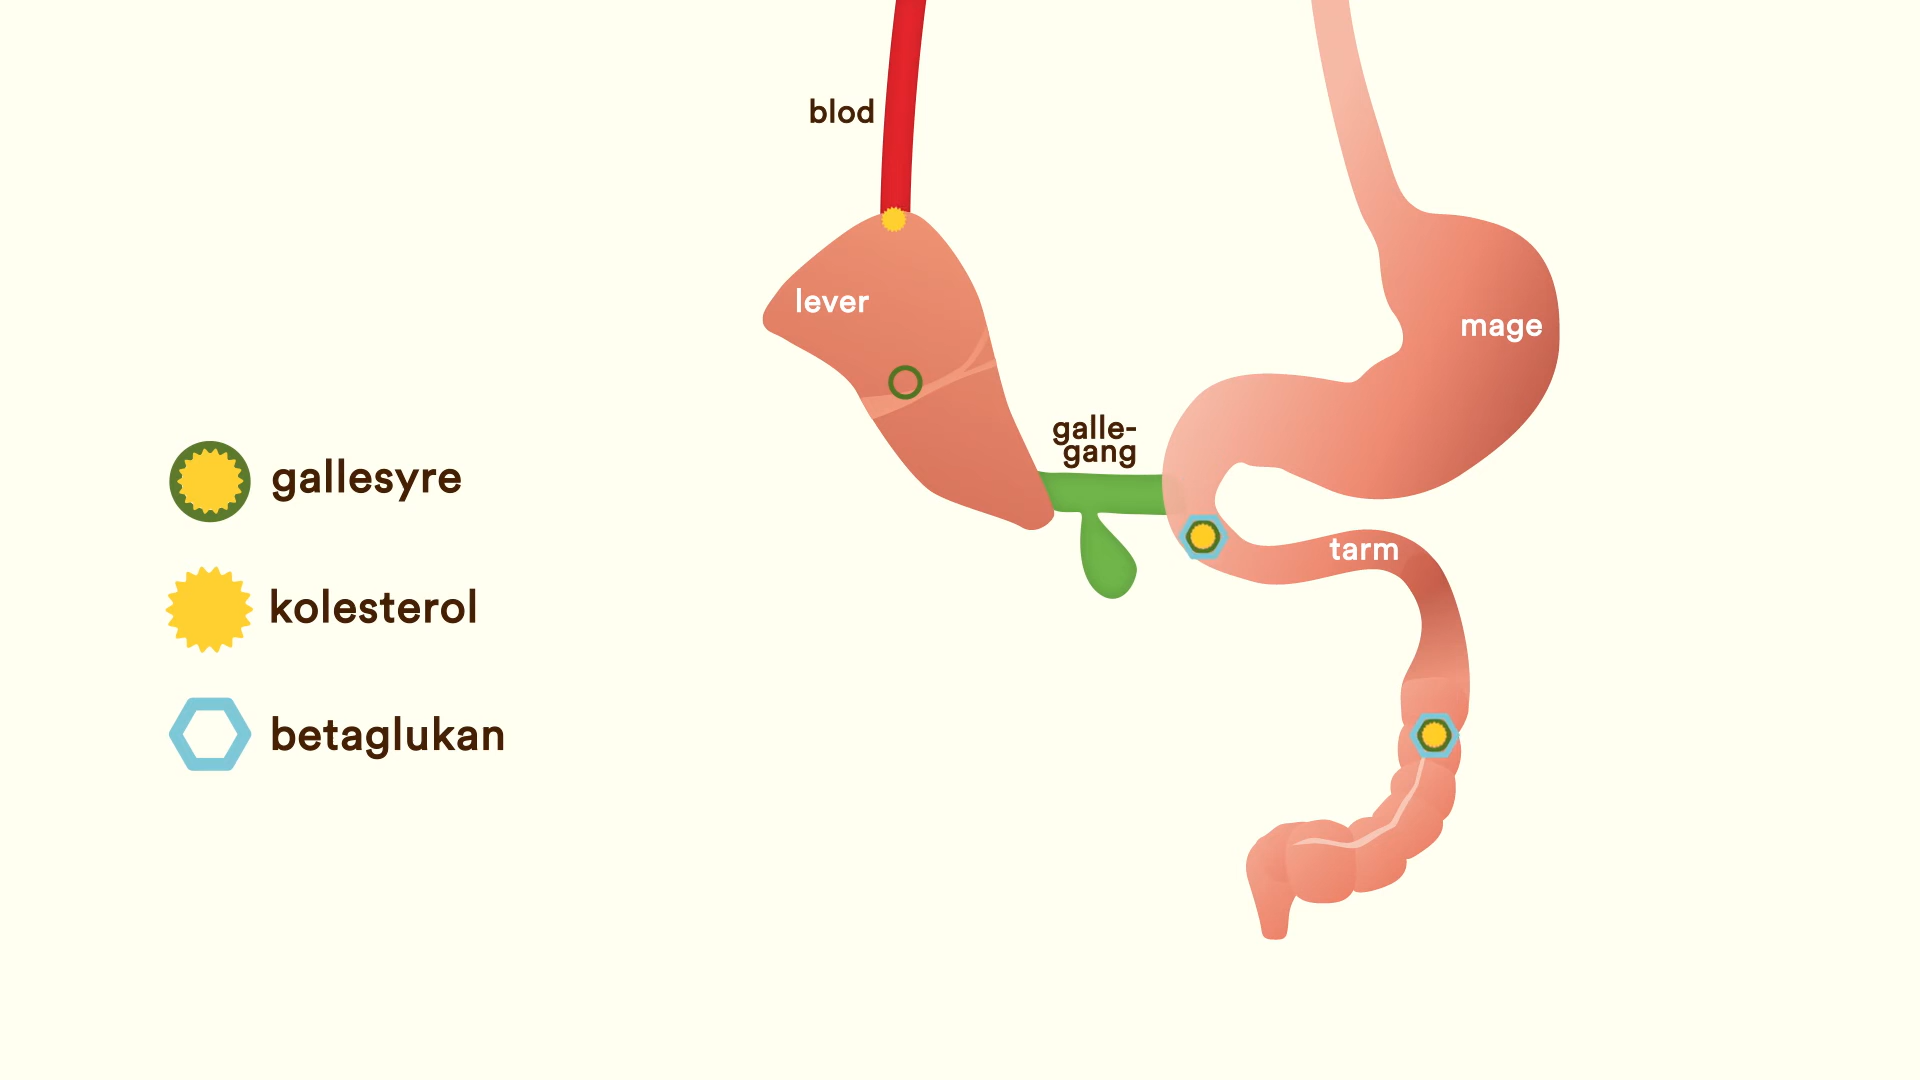 blod
lever
mage
galle-
gang
tarm
gallesyre
kolesterol
betaglukan